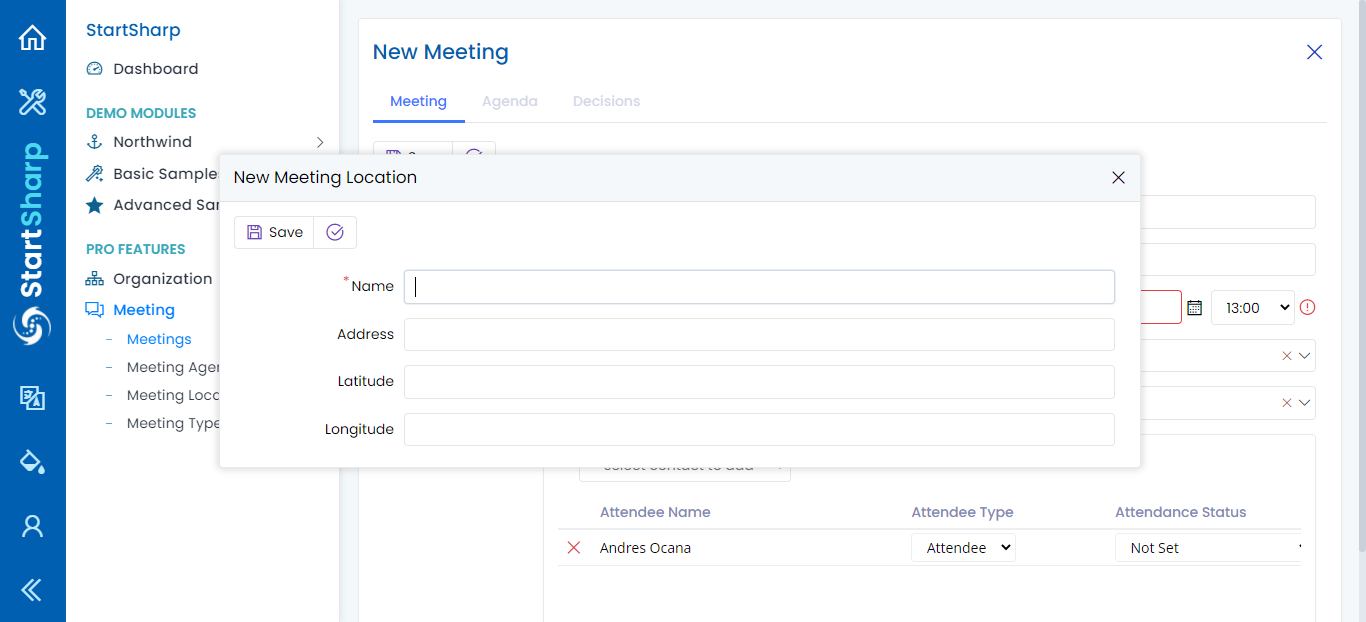 StartSharp
StartSharp
Dashboard
DEMO MODULES
Northwind
Basic Sample
Advanced Sar
PRO FEATURES
Organization
Meeting
Meetings
Meeting Ager
Meeting Loca
Meeting Type
New Meeting
Meeting Agenda Decisions
New Meeting Location
Save
*Name
Address
Latitude
Longitude
13:00
Attendee Name Attendee Type Attendance Status
Andres Ocana Attendee Not Set